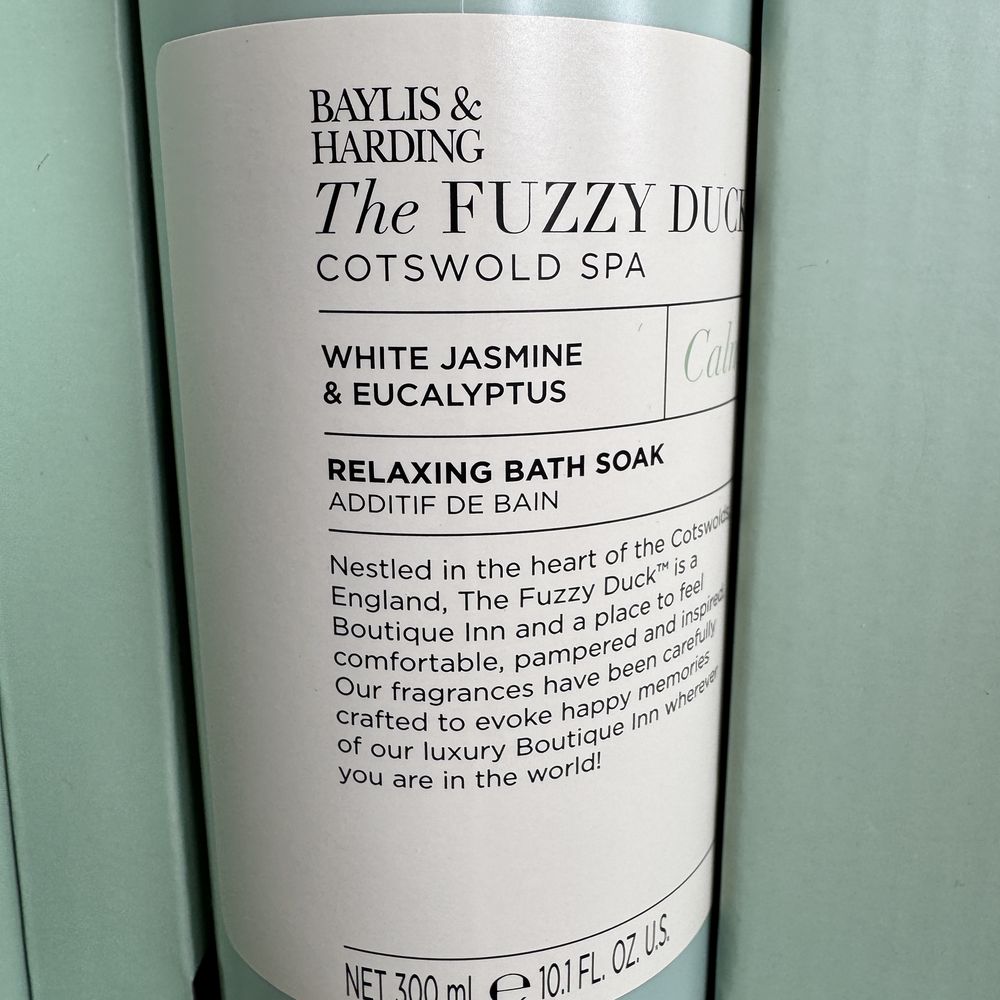 BAYLIS &
HARDING
The FUZZY DUCK
COTSWOLD SPA
WHITE JASMINE
& EUCALYPTUS
RELAXING BATH SOAK
ADDITIF DE BAIN
Nestled in the heart of the Cotswolds,
England, The Fuzzy Duck™ is a
Boutique Inn and a place to feel
comfortable, pampered and inspired.
Our fragrances have been carefully
crafted to evoke happy memories
of our luxury Boutique Inn wherever
you are in the world!
NET 300 ml ℮ 10.1 FL. OZ. U.S.